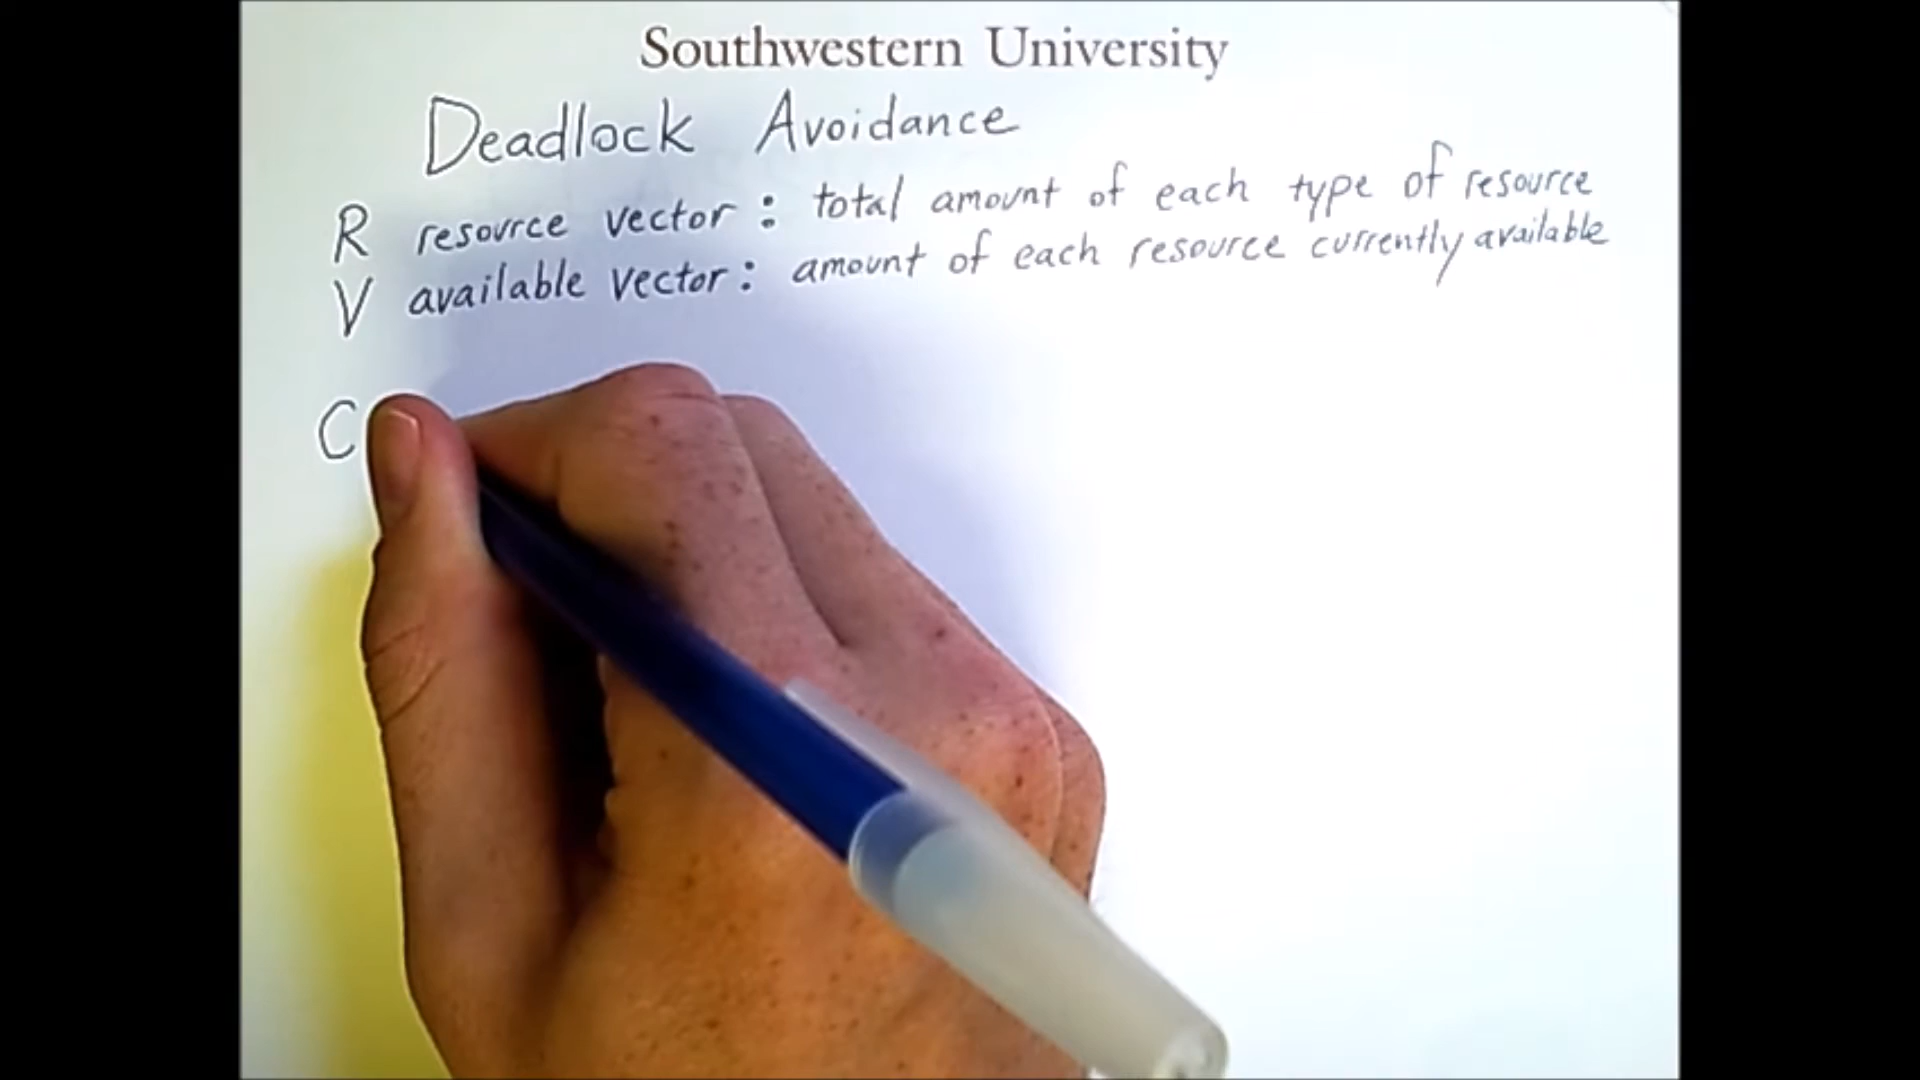 Southwestern University
Deadlock Avoidance
R resource vector: total amount of each type of resource
V available vector: amount of each resource currently available
C